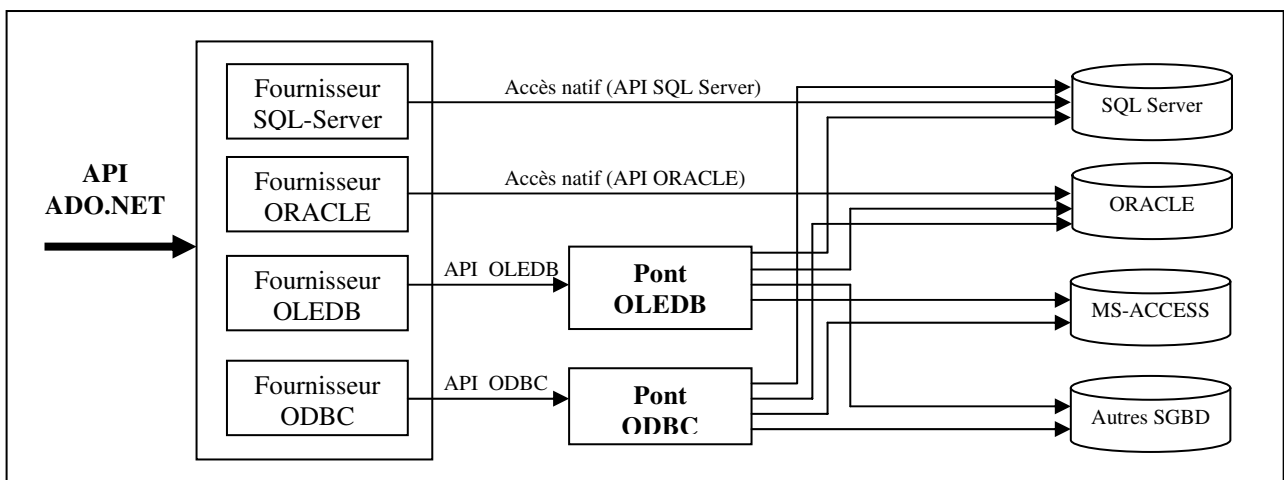 API
ADO.NET
Fournisseur
SQL-Server
Fournisseur
ORACLE
Fournisseur
OLEDB
Fournisseur
ODBC
Accès natif (API SQL Server)
Accès natif (API ORACLE)
API OLEDB
API ODBC
Pont
OLEDB
Pont
ODBC
SQL Server
ORACLE
MS-ACCESS
Autres SGBD